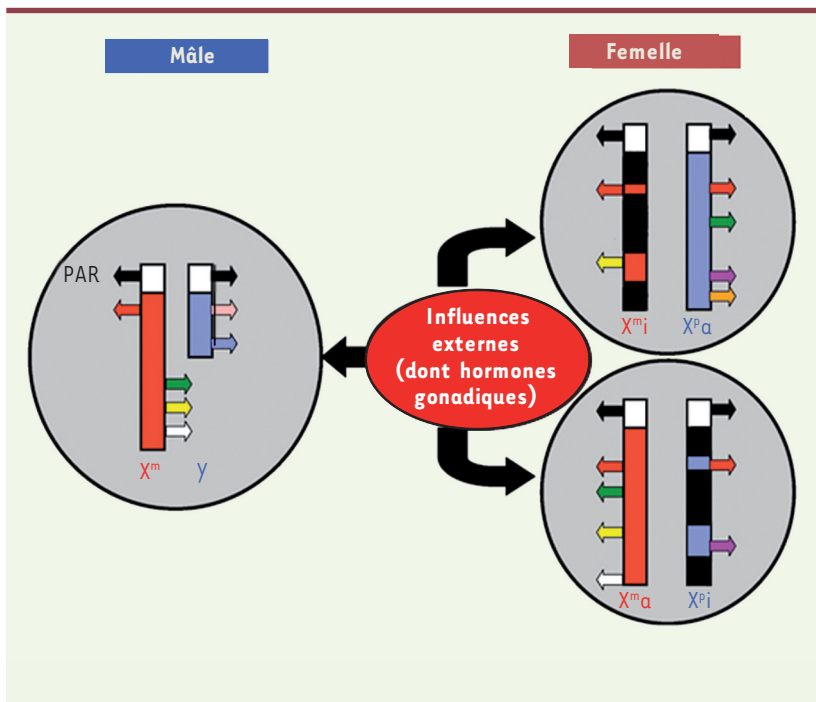 Mâle
Femelle
PAR
Xᵐ
y
Influences
externes
(dont hormones
gonadiques)
Xᵐi
Xᵖa
Xᵐa
Xᵖi